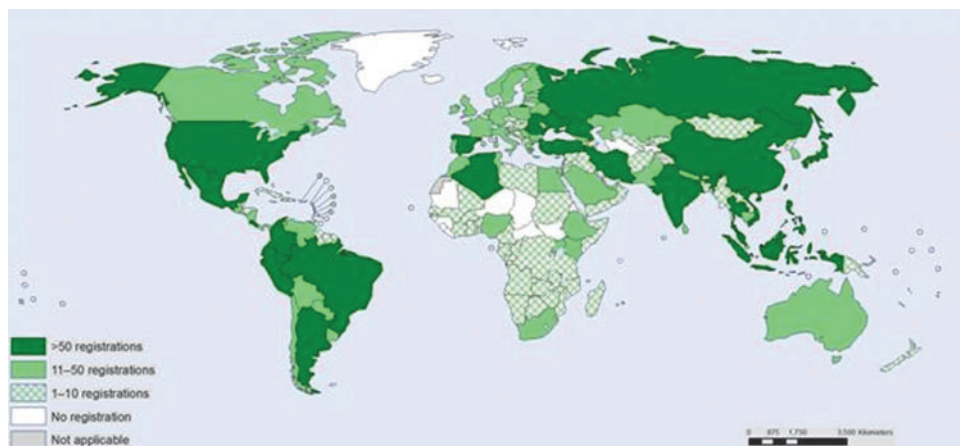 >50 registrations
11–50 registrations
1–10 registrations
No registration
Not applicable
0 875 1,750 3,500 Kilometers